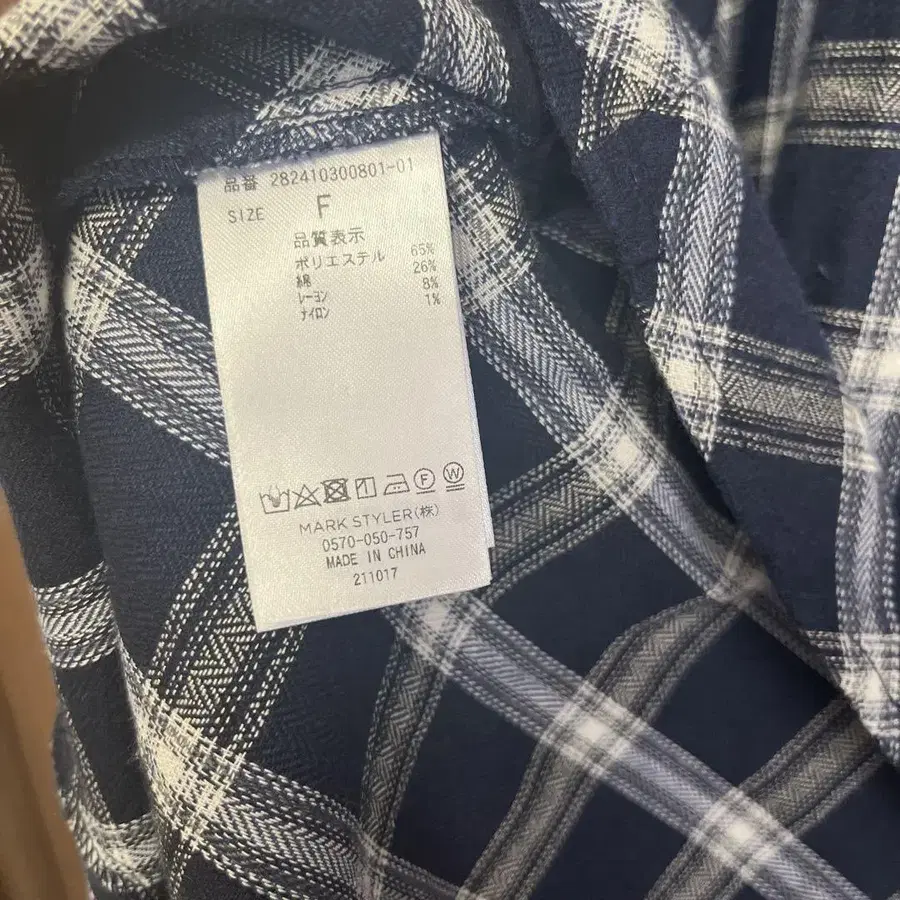 品番 282410300801-01
SIZE F
品質表示
ポリエステル 65%
綿 26%
レーヨン 8%
ナイロン 1%
F W
MARK STYLER(株)
0570-050-757
MADE IN CHINA
211017